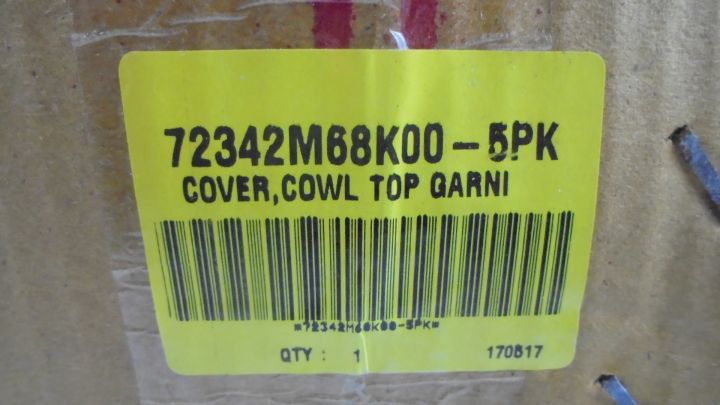 72342M68K00-5PK
COVER,COWL TOP GARNI
*72342M68K00-5PK*
QTY : 1 170817